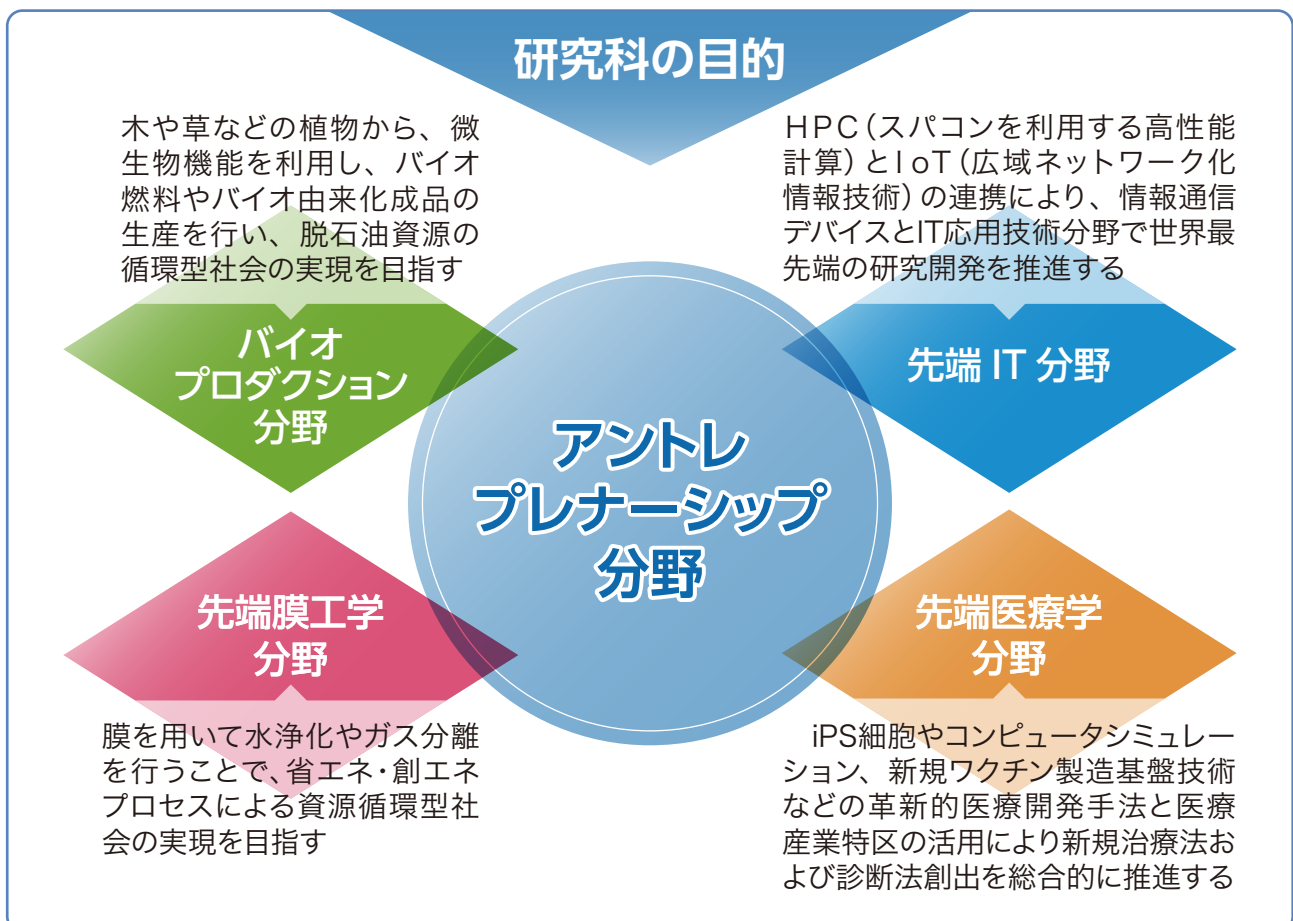 研究科の目的
木や草などの植物から、微
生物機能を利用し、バイオ
燃料やバイオ由来化成品の
生産を行い、脱石油資源の
循環型社会の実現を目指す
バイオ
プロダクション
分野
HPC（スパコンを利用する高性能
計算）とIoT（広域ネットワーク化
情報技術）の連携により、情報通信
デバイスとIT応用技術分野で世界最
先端の研究開発を推進する
先端 IT 分野
アントレ
プレナーシップ
分野
先端膜工学
分野
膜を用いて水浄化やガス分離
を行うことで、省エネ・創エネ
プロセスによる資源循環型社
会の実現を目指す
先端医療学
分野
iPS細胞やコンピュータシミュレー
ション、新規ワクチン製造基盤技術
などの革新的医療開発手法と医療
産業特区の活用により新規治療法お
よび診断法創出を総合的に推進する